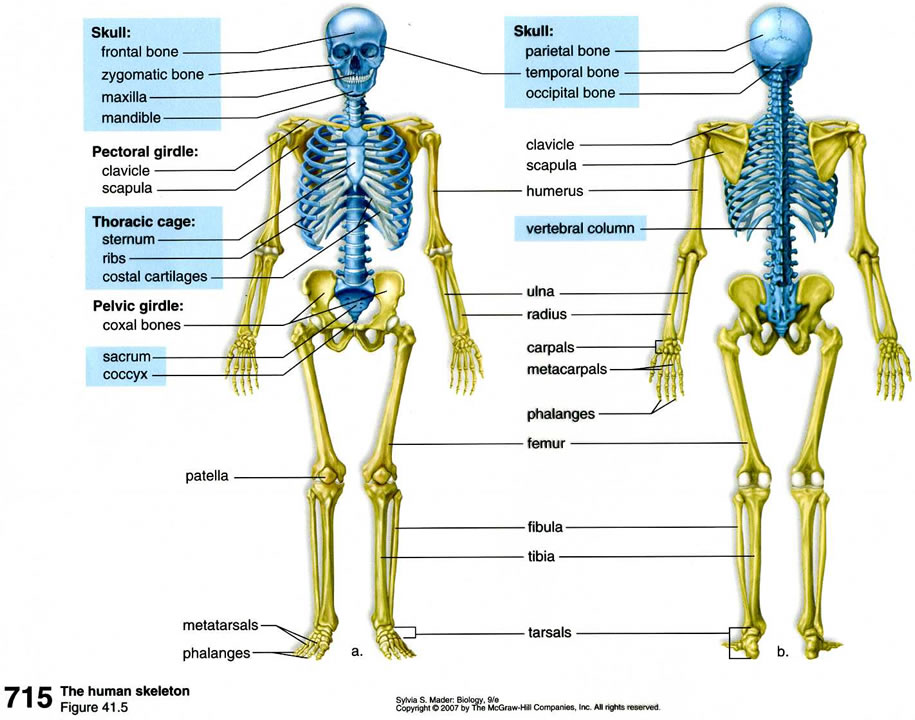 Skull:
frontal bone
zygomatic bone
maxilla
mandible
Pectoral girdle:
clavicle
scapula
Thoracic cage:
sternum
ribs
costal cartilages
Pelvic girdle:
coxal bones
sacrum
coccyx
patella
metatarsals
phalanges
a.
Skull:
parietal bone
temporal bone
occipital bone
clavicle
scapula
humerus
vertebral column
ulna
radius
carpals
metacarpals
phalanges
femur
fibula
tibia
tarsals
b.
715 The human skeleton
Figure 41.5
Sylvia S. Mader: Biology, 9/e
Copyright © 2007 by The McGraw-Hill Companies, Inc. All rights reserved.